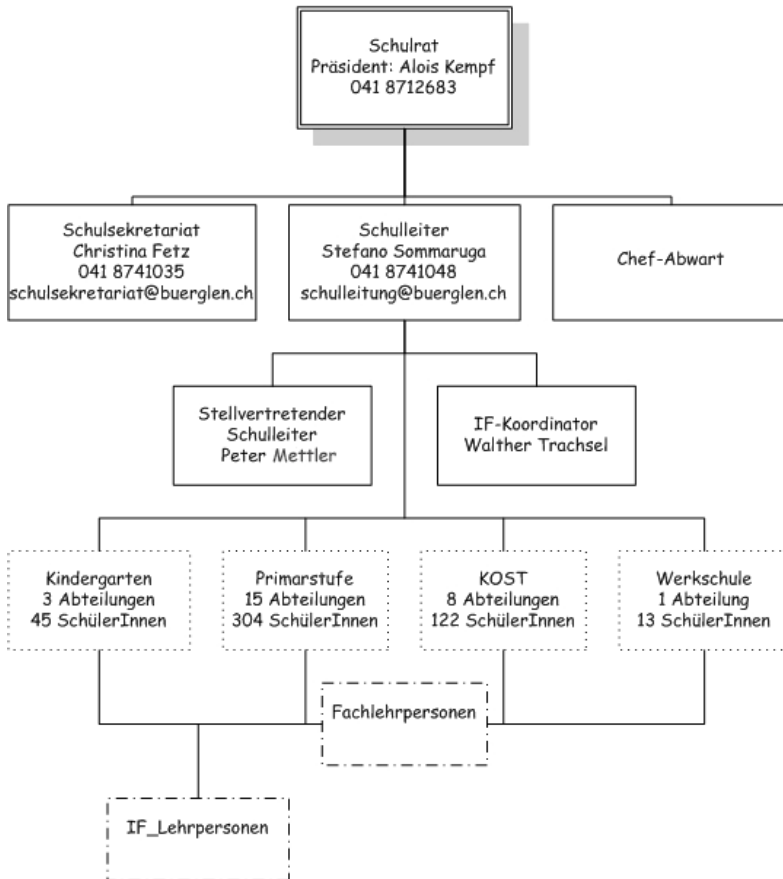 Schulrat
Präsident: Alois Kempf
041 8712683
Schulsekretariat
Christina Fetz
041 8741035
schulsekretariat@buerglen.ch
Schulleiter
Stefano Sommaruga
041 8741048
schulleitung@buerglen.ch
Chef-Abwart
Stellvertretender
Schulleiter
Peter Mettler
IF-Koordinator
Walther Trachsel
Kindergarten
3 Abteilungen
45 SchülerInnen
Primarstufe
15 Abteilungen
304 SchülerInnen
KOST
8 Abteilungen
122 SchülerInnen
Werkschule
1 Abteilung
13 SchülerInnen
Fachlehrpersonen
IF_Lehrpersonen